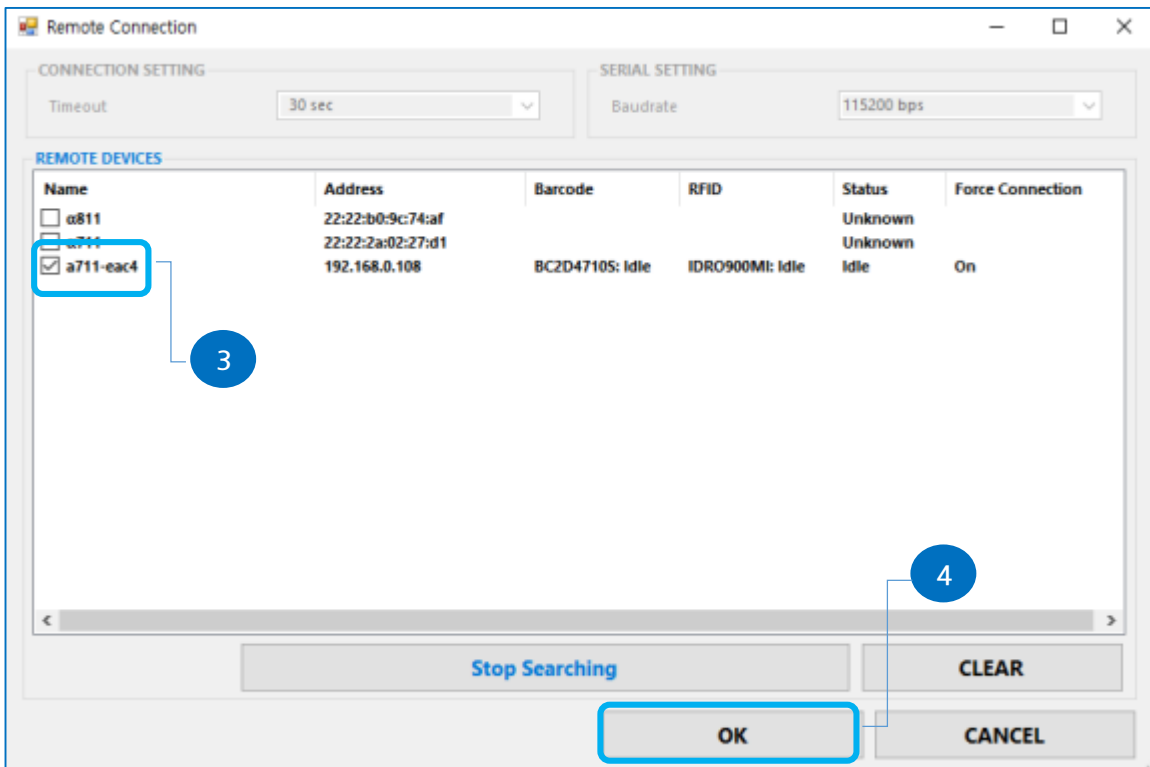 Remote Connection
CONNECTION SETTING
SERIAL SETTING
Timeout 30 sec
Baudrate 115200 bps
REMOTE DEVICES
Name Address Barcode RFID Status Force Connection
α811 22:22:b0:9c:74:af Unknown
α711 22:22:2a:02:27:d1 Unknown
a711-eac4 192.168.0.108 BC2D4710S: Idle IDRO900MI: Idle Idle On
3
4
Stop Searching CLEAR
OK CANCEL